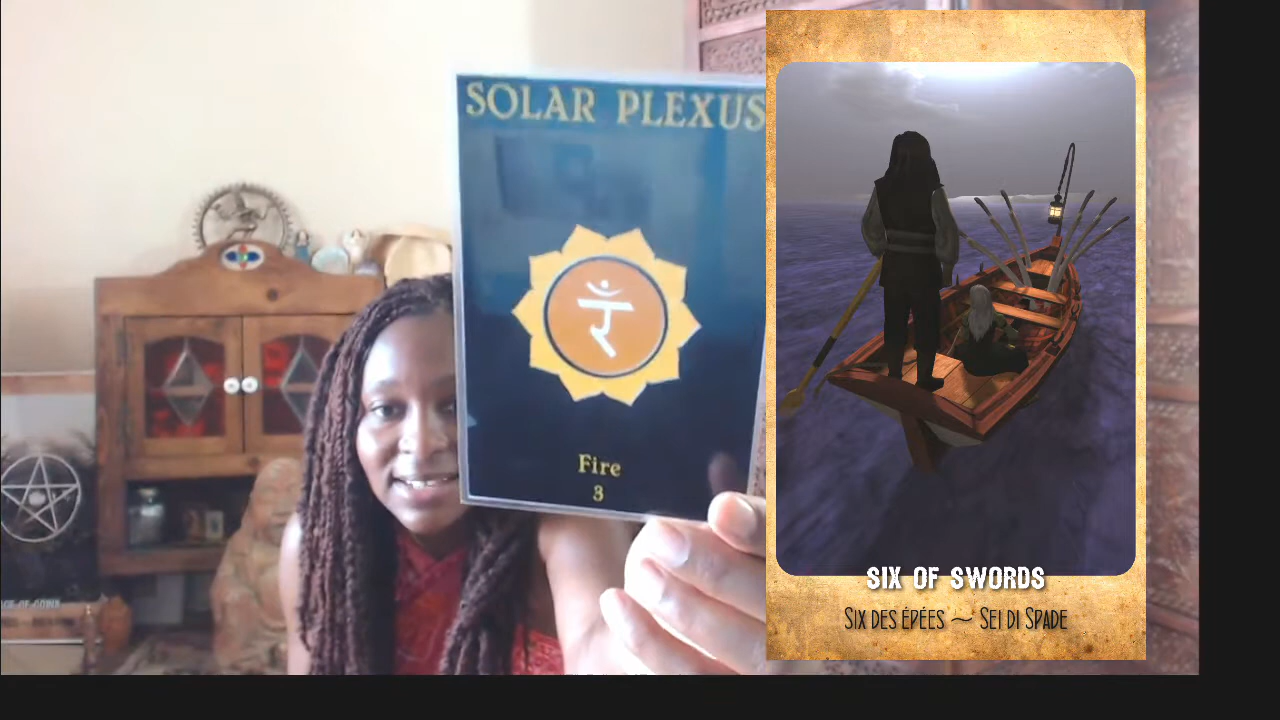 SOLAR PLEXUS
रं
Fire
3
SIX OF SWORDS
SIX DES ÉPÉES ~ SEI DI SPADE